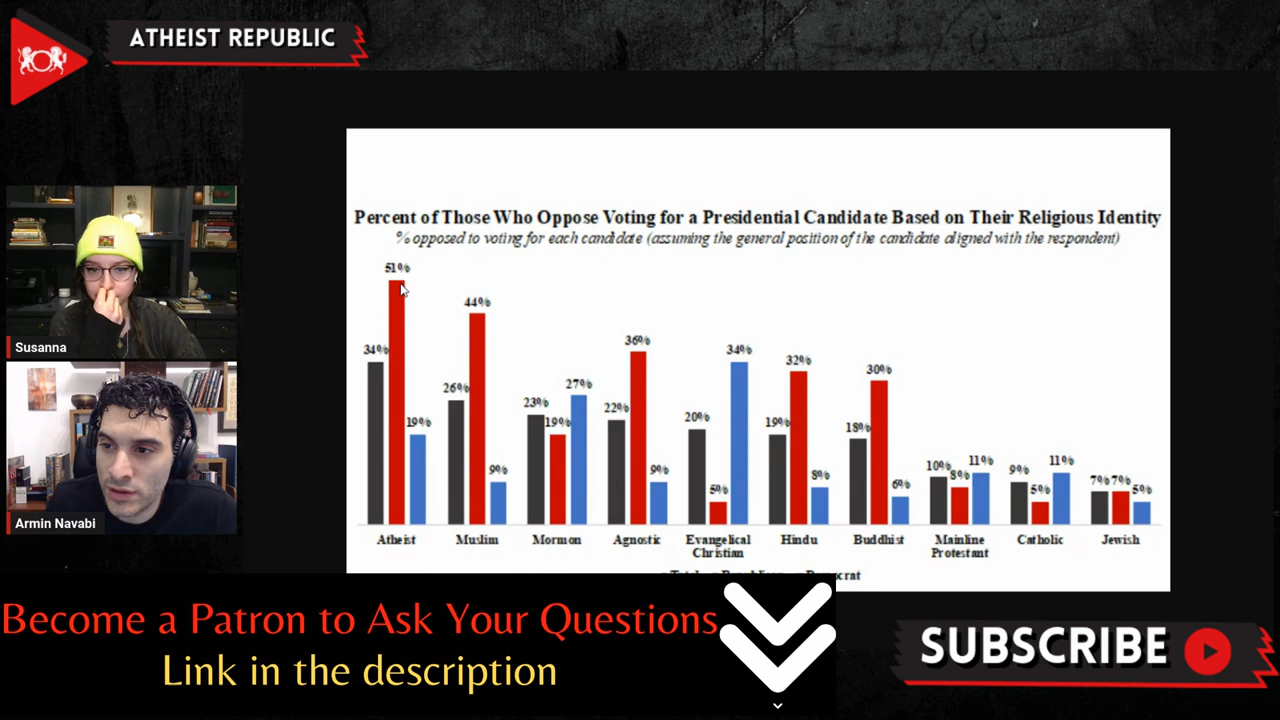 ATHEIST REPUBLIC
Percent of Those Who Oppose Voting for a Presidential Candidate Based on Their Religious Identity
% opposed to voting for each candidate (assuming the general position of the candidate aligned with the respondent)
34% 51% 19%
26% 44% 9%
23% 19% 27%
22% 36% 9%
20% 5% 34%
19% 32% 8%
18% 30% 6%
10% 8% 11%
9% 5% 11%
7% 7% 5%
Atheist Muslim Mormon Agnostic Evangelical Hindu Buddhist Mainline Catholic Jewish
Christian Protestant
Susanna
Armin Navabi
Become a Patron to Ask Your Questions
Link in the description
SUBSCRIBE